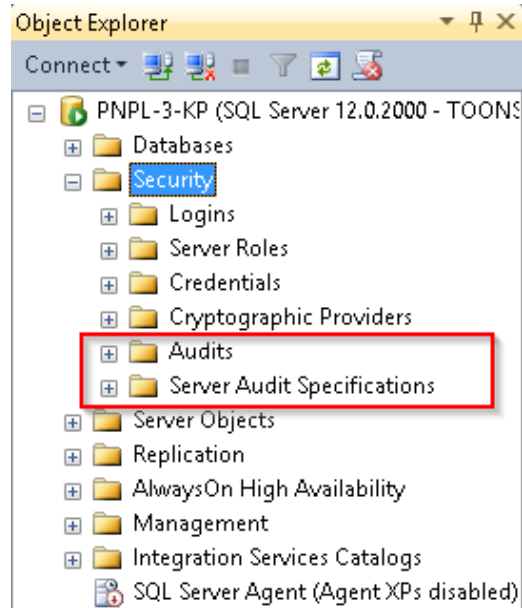 Object Explorer
Connect
PNPL-3-KP (SQL Server 12.0.2000 - TOONS
Databases
Security
Logins
Server Roles
Credentials
Cryptographic Providers
Audits
Server Audit Specifications
Server Objects
Replication
AlwaysOn High Availability
Management
Integration Services Catalogs
SQL Server Agent (Agent XPs disabled)